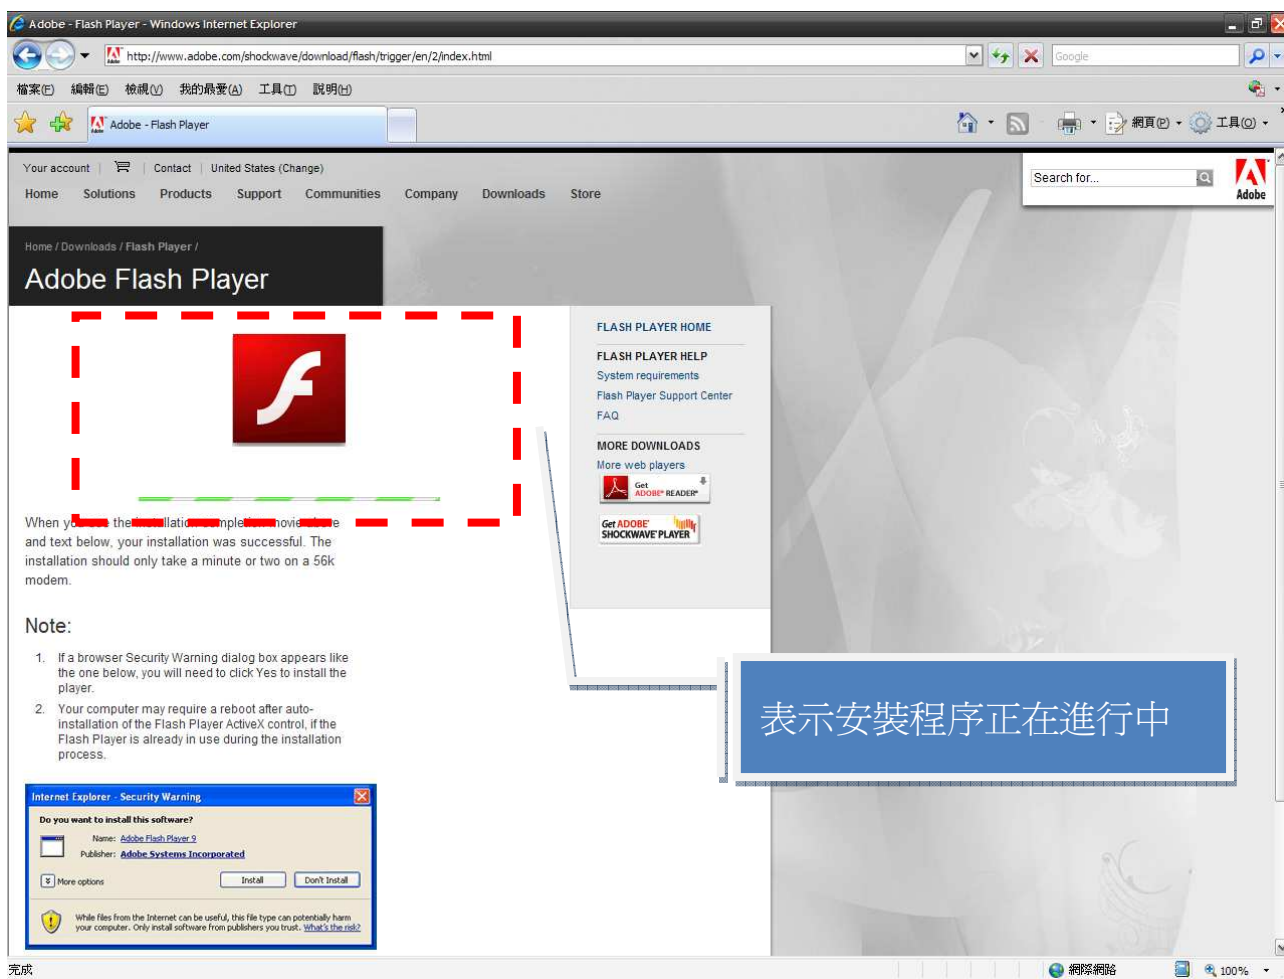 Adobe - Flash Player - Windows Internet Explorer
http://www.adobe.com/shockwave/download/flash/trigger/en/2/index.html
Google
檔案(F) 編輯(E) 檢視(V) 我的最愛(A) 工具(T) 說明(H)
Adobe - Flash Player
網頁(P) 工具(O)
Your account | Contact | United States (Change)
Search for...
Adobe
Home Solutions Products Support Communities Company Downloads Store
Home / Downloads / Flash Player /
Adobe Flash Player
FLASH PLAYER HOME
FLASH PLAYER HELP
System requirements
Flash Player Support Center
FAQ
MORE DOWNLOADS
More web players
Get
ADOBE® READER®
Get ADOBE®
SHOCKWAVE® PLAYER
When you see the installation completion movie above
and text below, your installation was successful. The
installation should only take a minute or two on a 56k
modem.
Note:
1. If a browser Security Warning dialog box appears like
the one below, you will need to click Yes to install the
player.
2. Your computer may require a reboot after auto-
installation of the Flash Player ActiveX control, if the
Flash Player is already in use during the installation
process.
表示安裝程序正在進行中
Internet Explorer - Security Warning
Do you want to install this software?
Name: Adobe Flash Player 9
Publisher: Adobe Systems Incorporated
More options
Install
Don't Install
While files from the Internet can be useful, this file type can potentially harm
your computer. Only install software from publishers you trust. What's the risk?
完成
網際網路
100%